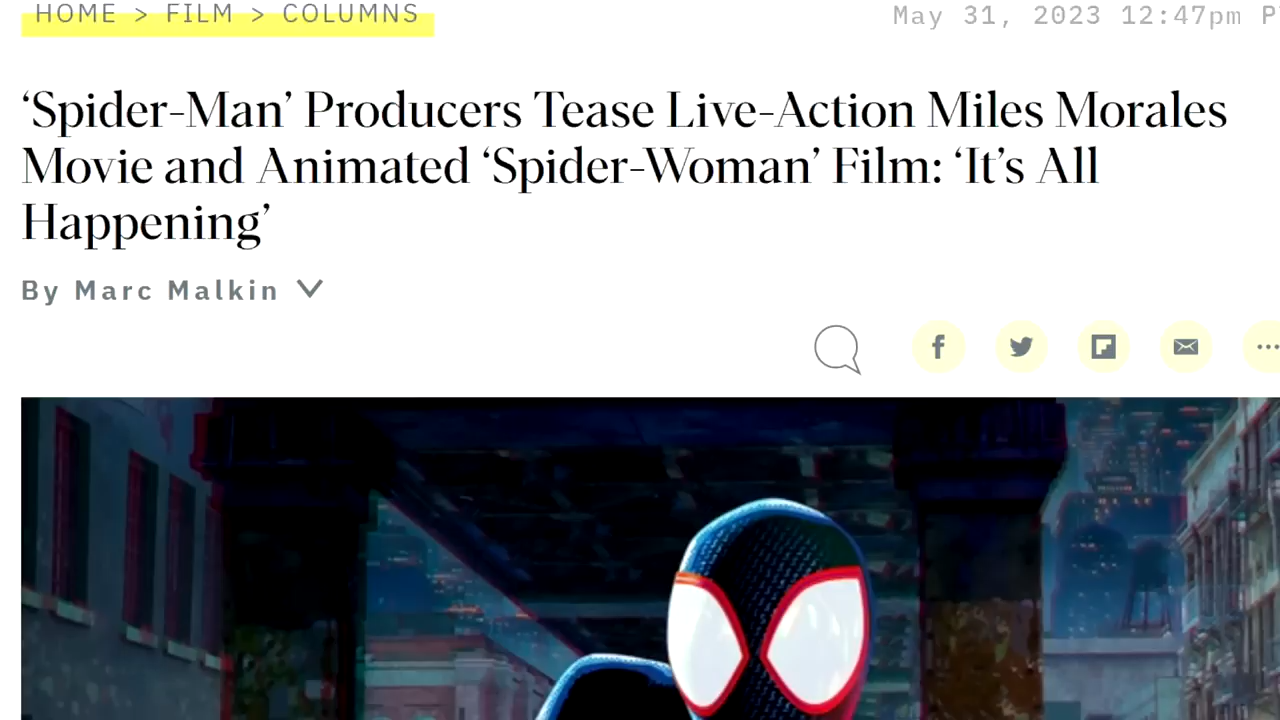 HOME > FILM > COLUMNS
May 31, 2023 12:47pm P
‘Spider-Man’ Producers Tease Live-Action Miles Morales
Movie and Animated ‘Spider-Woman’ Film: ‘It’s All
Happening’
By Marc Malkin